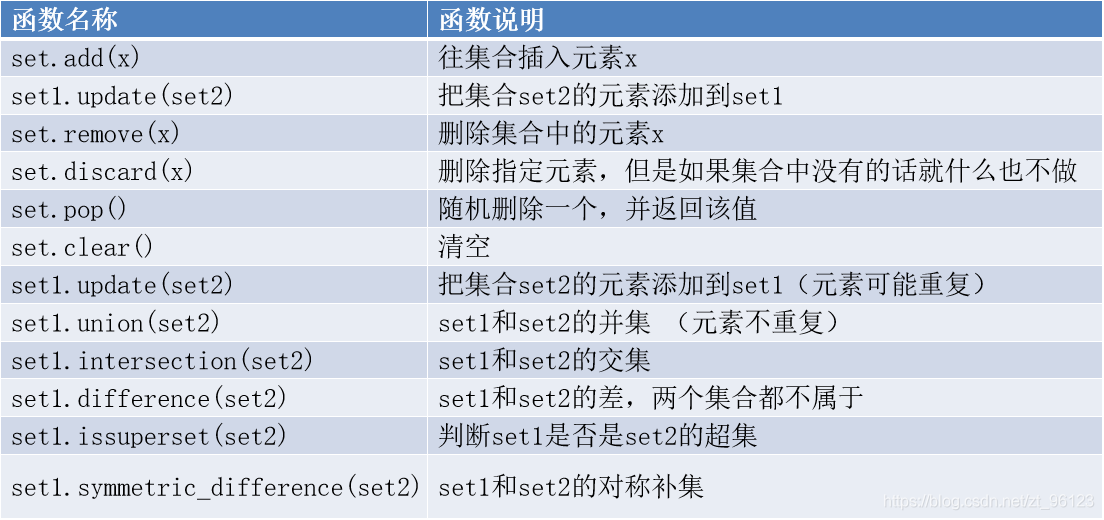 函数名称 函数说明
set.add(x) 往集合插入元素x
set1.update(set2) 把集合set2的元素添加到set1
set.remove(x) 删除集合中的元素x
set.discard(x) 删除指定元素，但是如果集合中没有的话就什么也不做
set.pop() 随机删除一个，并返回该值
set.clear() 清空
set1.update(set2) 把集合set2的元素添加到set1（元素可能重复）
set1.union(set2) set1和set2的并集 （元素不重复）
set1.intersection(set2) set1和set2的交集
set1.difference(set2) set1和set2的差，两个集合都不属于
set1.issuperset(set2) 判断set1是否是set2的超集
set1.symmetric_difference(set2) set1和set2的对称补集
https://blog.csdn.net/zt_96123